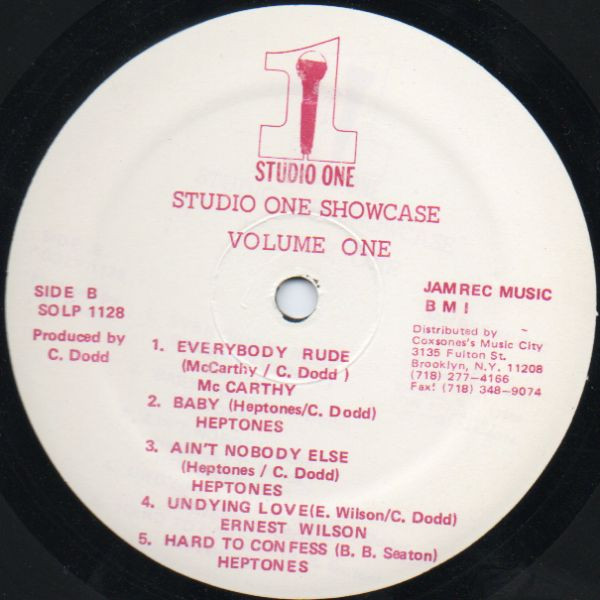 1
STUDIO ONE
STUDIO ONE SHOWCASE
VOLUME ONE
SIDE B
SOLP 1128
Produced by
C. Dodd
JAMREC MUSIC
B M I
Distributed by
Coxsones's Music City
3135 Fulton St.
Brooklyn, N.Y. 11208
(718) 277-4166
Fax! (718) 348-9074
1. EVERYBODY RUDE
(McCarthy / C. Dodd )
Mc CARTHY
2. BABY (Heptones/C. Dodd)
HEPTONES
3. AIN'T NOBODY ELSE
(Heptones / C. Dodd)
HEPTONES
4. UNDYING LOVE(E. Wilson/C. Dodd)
ERNEST WILSON
5. HARD TO CONFESS (B. B. Seaton)
HEPTONES